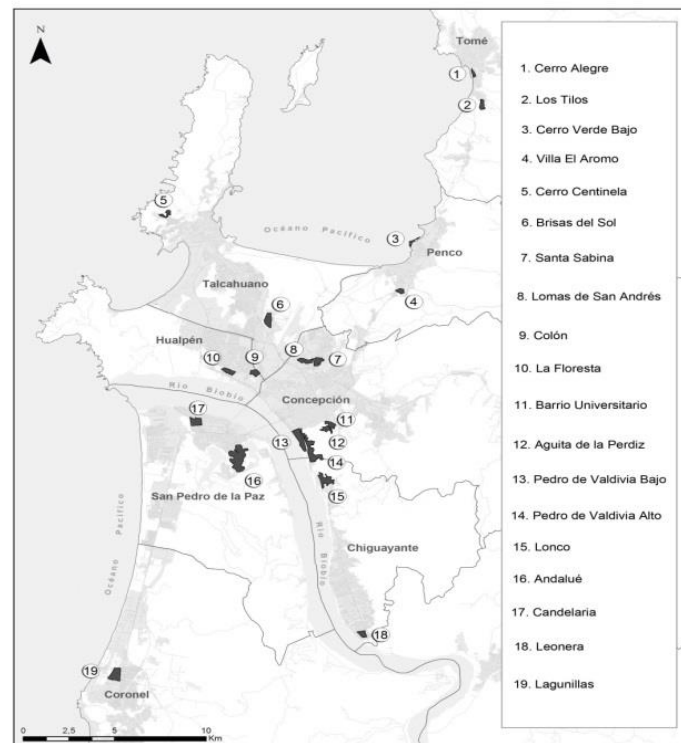 N
Tomé
1
2
5
Océano Pacífico
3
Penco
Talcahuano
6
4
Hualpén
10
9
8
7
Río Biobío
Concepción
17
11
13
12
14
16
15
San Pedro de la Paz
Océano Pacífico
Río Biobío
Chiguayante
18
19
Coronel
0 2,5 5 10
Km
1. Cerro Alegre
2. Los Tilos
3. Cerro Verde Bajo
4. Villa El Aromo
5. Cerro Centinela
6. Brisas del Sol
7. Santa Sabina
8. Lomas de San Andrés
9. Colón
10. La Floresta
11. Barrio Universitario
12. Aguita de la Perdiz
13. Pedro de Valdivia Bajo
14. Pedro de Valdivia Alto
15. Lonco
16. Andalué
17. Candelaria
18. Leonera
19. Lagunillas